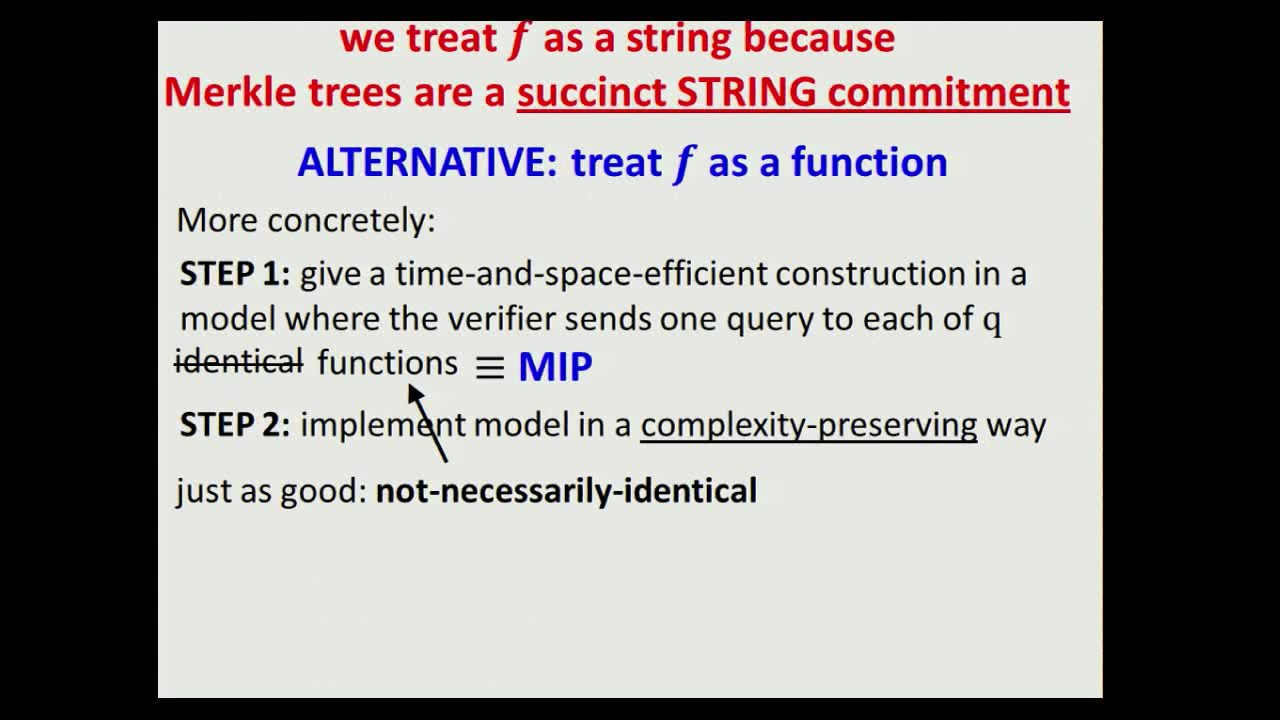 we treat f as a string because
Merkle trees are a succinct STRING commitment
ALTERNATIVE: treat f as a function
More concretely:
STEP 1: give a time-and-space-efficient construction in a
model where the verifier sends one query to each of q
identical functions ≡ MIP
STEP 2: implement model in a complexity-preserving way
just as good: not-necessarily-identical